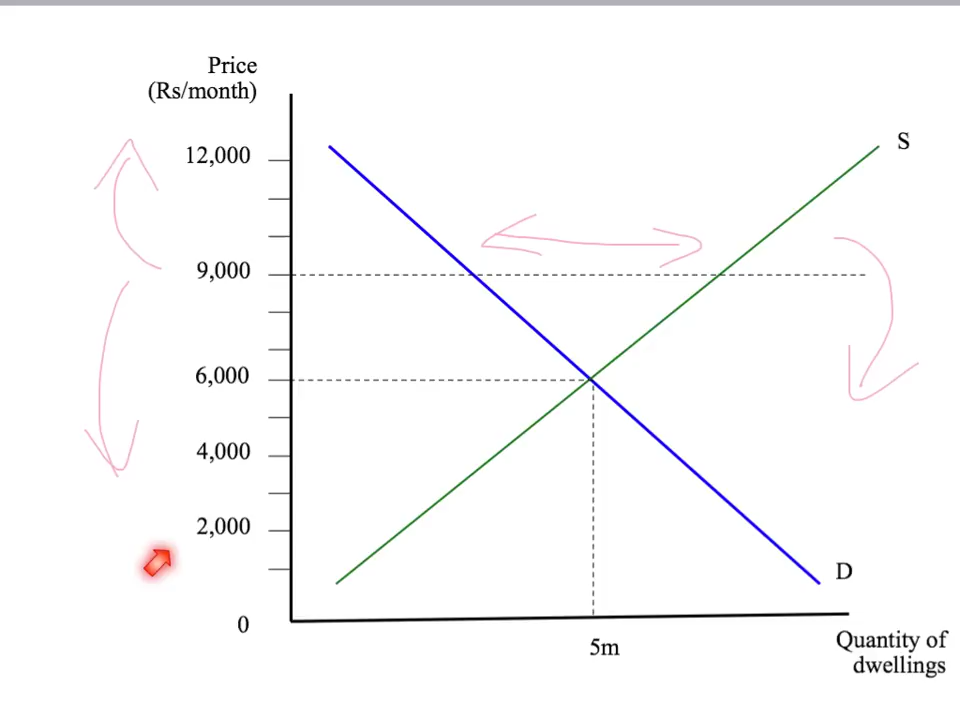 Price
(Rs/month)
12,000
S
9,000
6,000
4,000
2,000
D
0
5m
Quantity of
dwellings